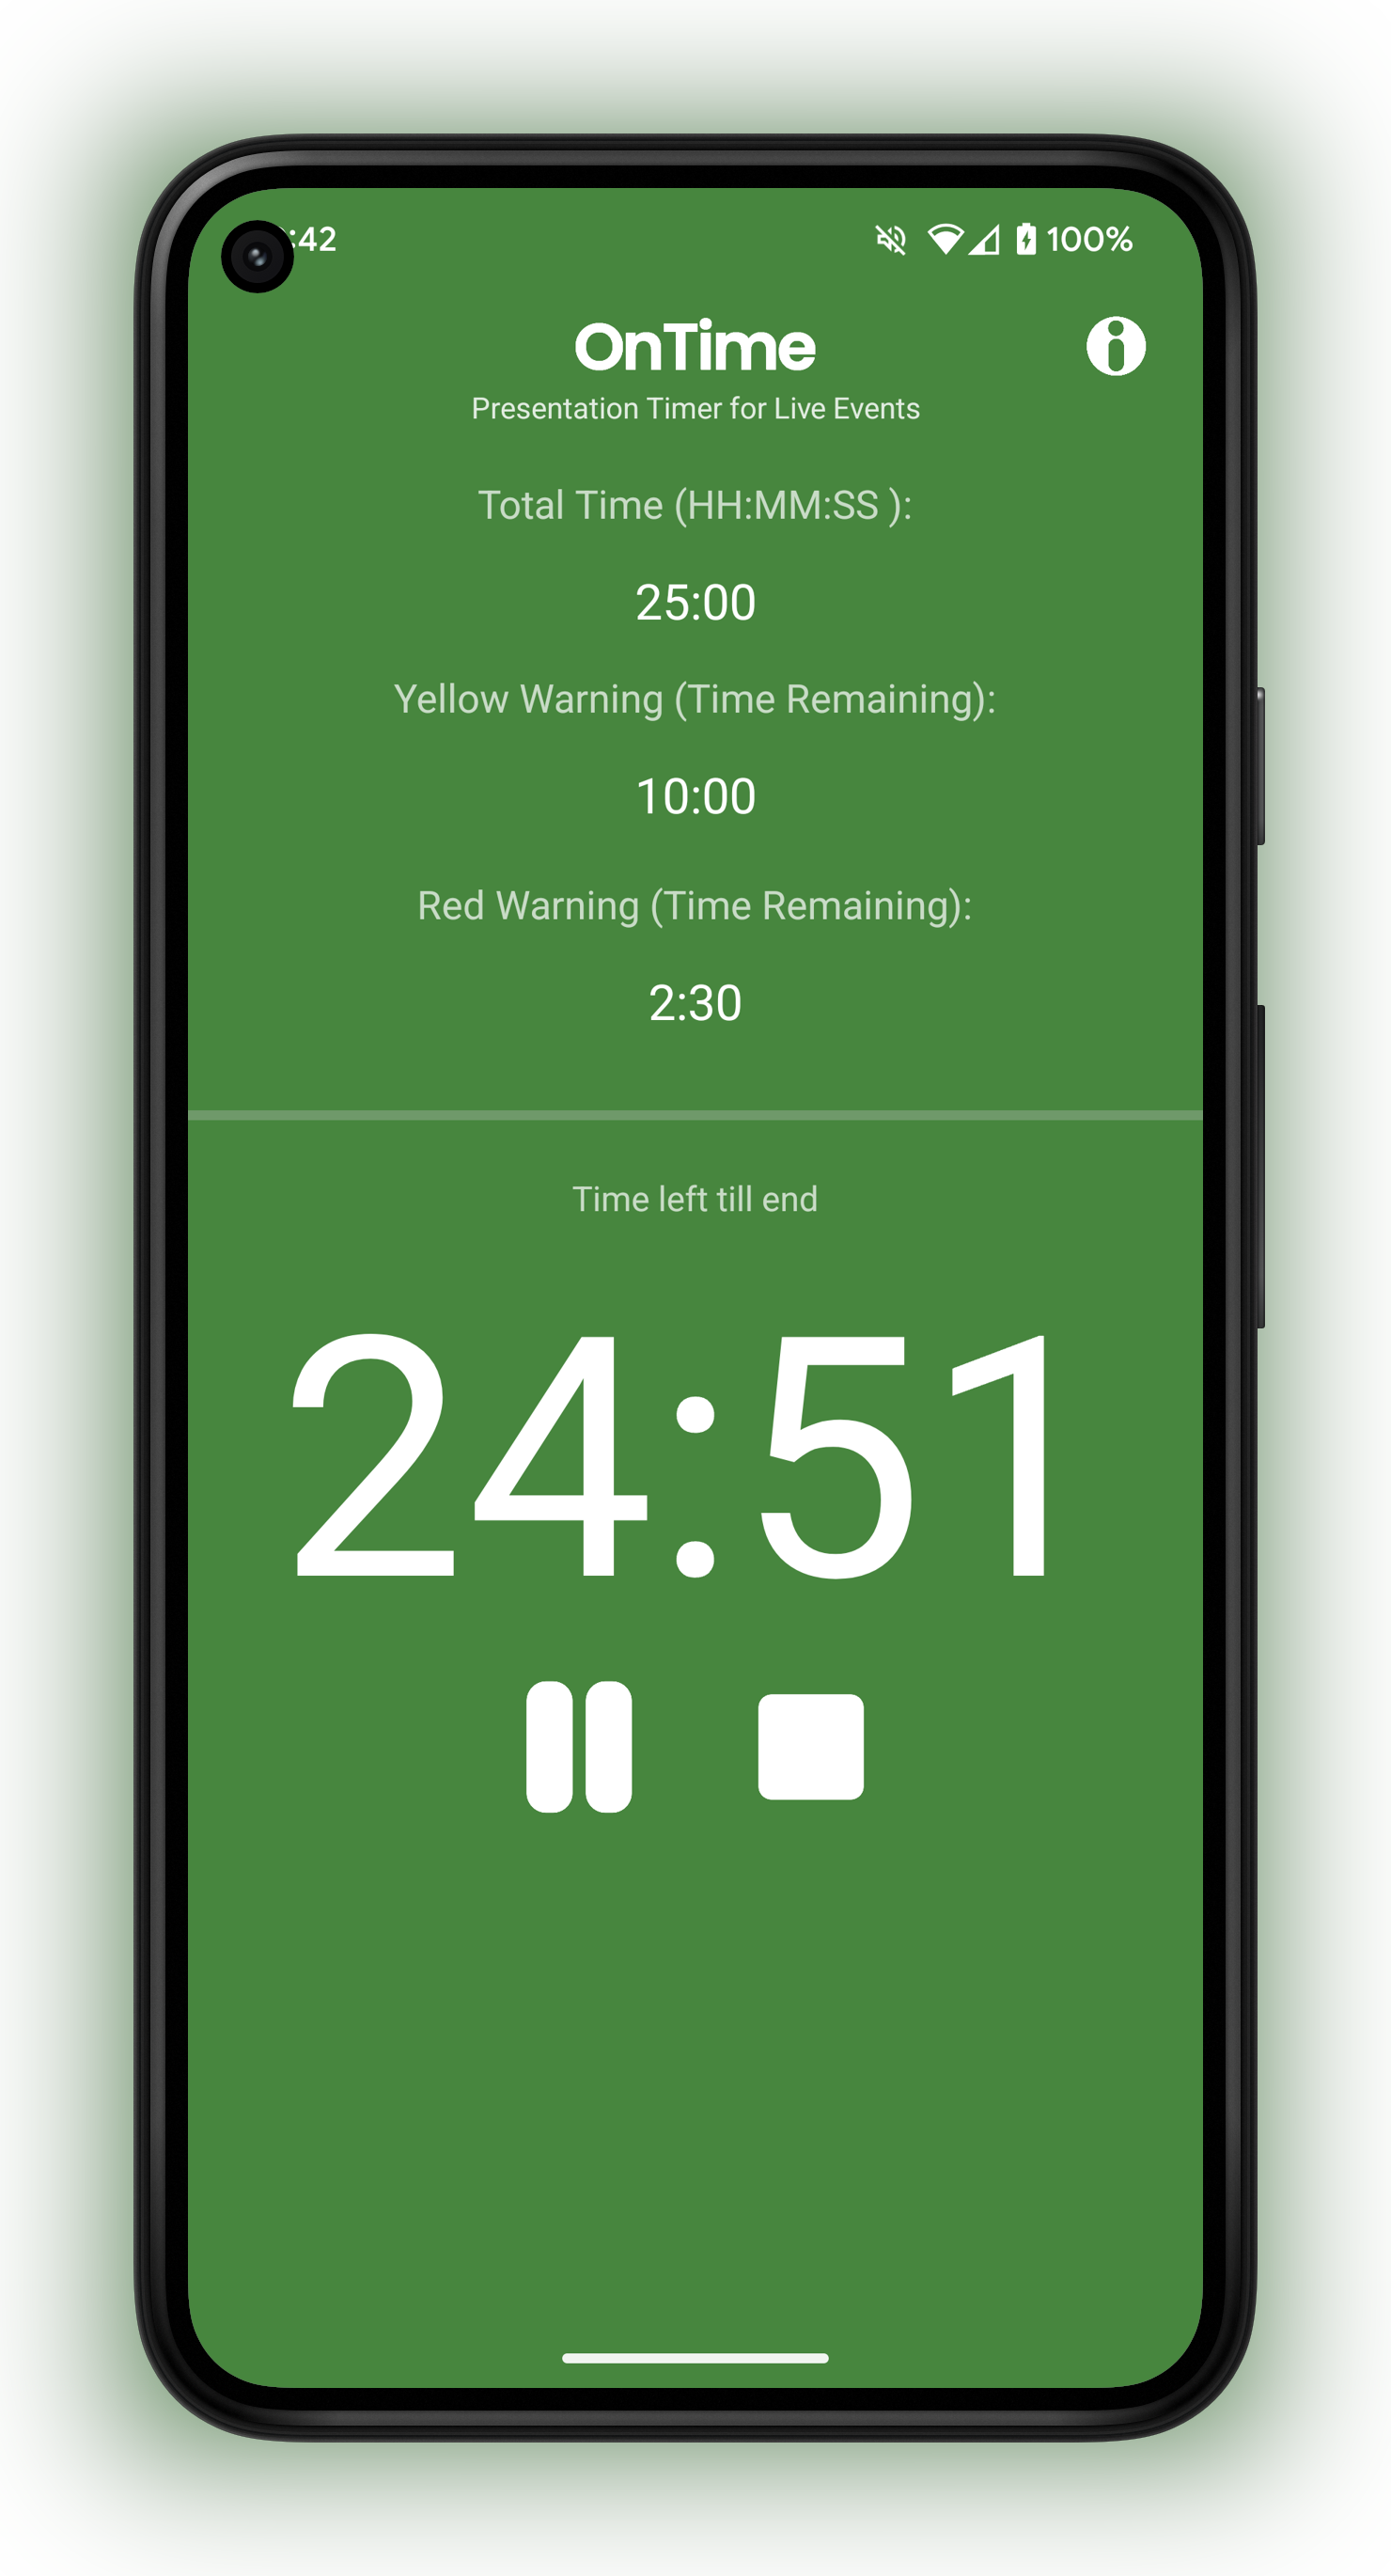 :42 100%
OnTime
Presentation Timer for Live Events
Total Time (HH:MM:SS ):
25:00
Yellow Warning (Time Remaining):
10:00
Red Warning (Time Remaining):
2:30
Time left till end
24:51